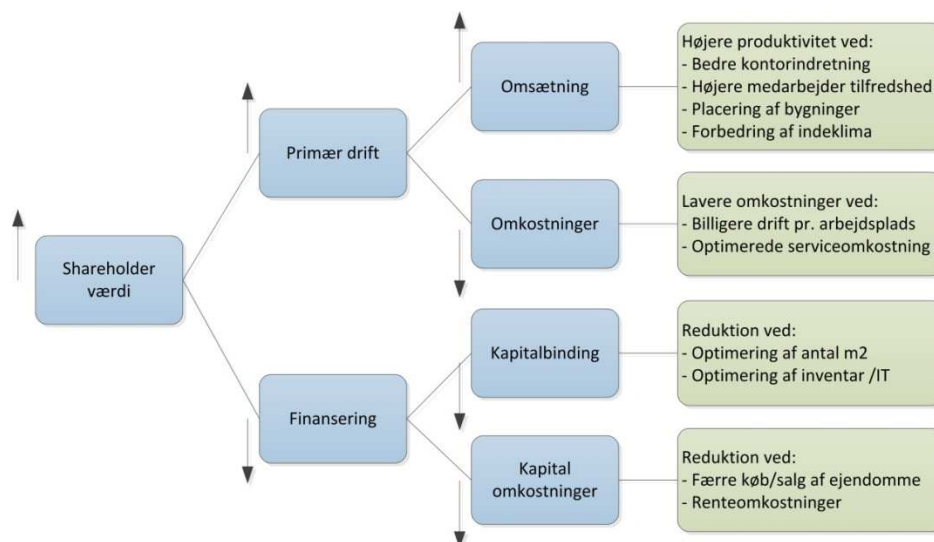 Shareholder
værdi
Primær drift
Finansering
Omsætning
Omkostninger
Kapitalbinding
Kapital
omkostninger
Højere produktivitet ved:
- Bedre kontorindretning
- Højere medarbejder tilfredshed
- Placering af bygninger
- Forbedring af indeklima
Lavere omkostninger ved:
- Billigere drift pr. arbejdsplads
- Optimerede serviceomkostning
Reduktion ved:
- Optimering af antal m2
- Optimering af inventar /IT
Reduktion ved:
- Færre køb/salg af ejendomme
- Renteomkostninger